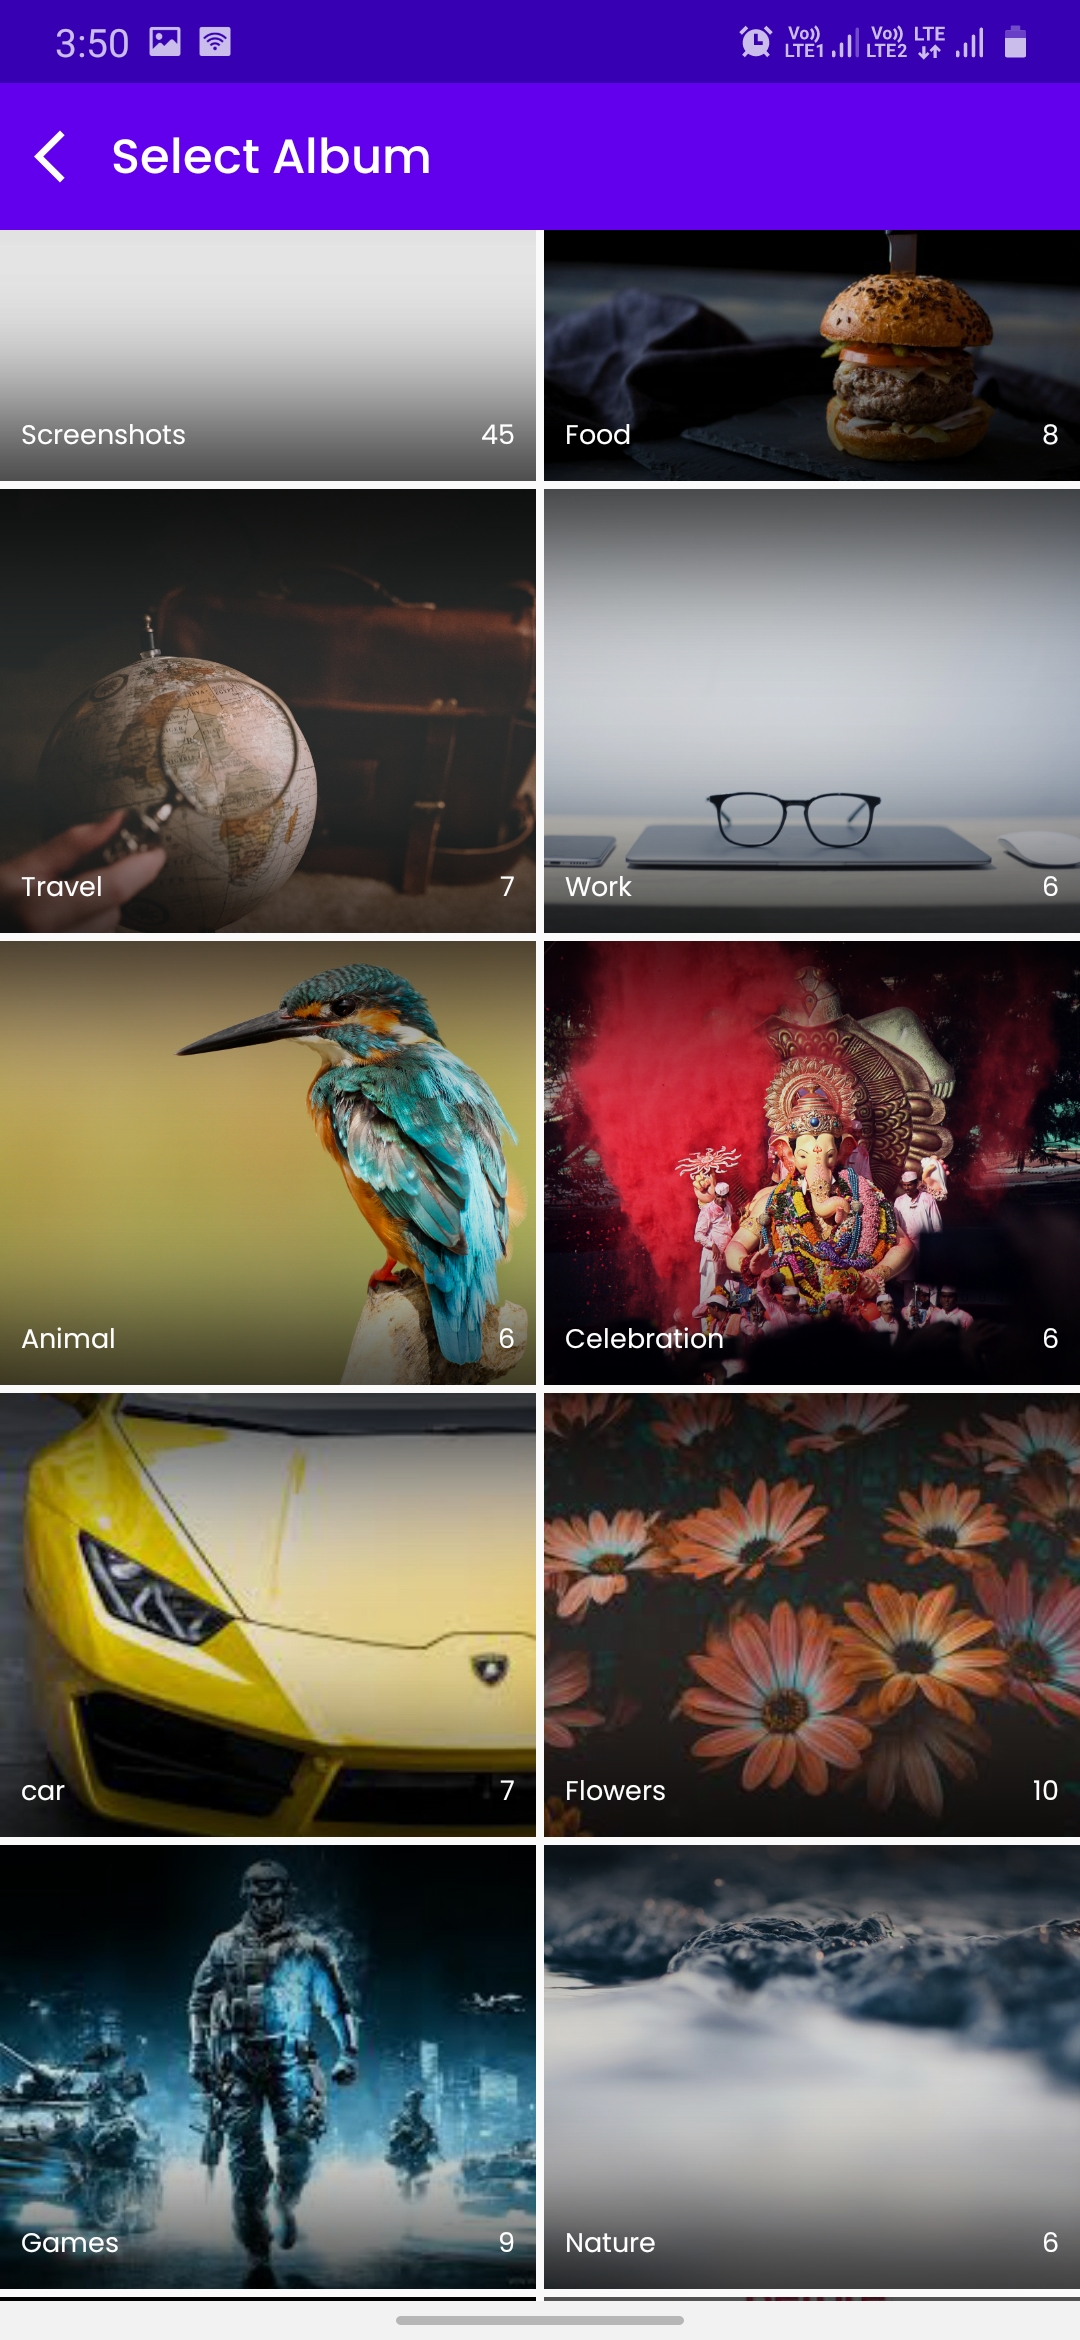 3:50
Vo)) LTE1 Vo)) LTE2 LTE
Select Album
Screenshots 45
Food 8
Travel 7
Work 6
Animal 6
Celebration 6
car 7
Flowers 10
Games 9
Nature 6